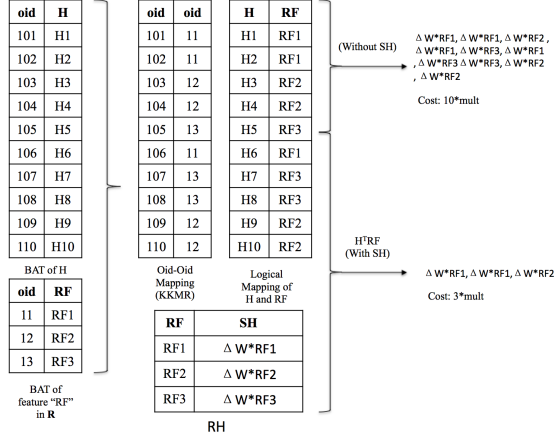 oid H
101 H1
102 H2
103 H3
104 H4
105 H5
106 H6
107 H7
108 H8
109 H9
110 H10
BAT of H
oid RF
11 RF1
12 RF2
13 RF3
BAT of
feature “RF”
in R
oid oid
101 11
102 11
103 12
104 12
105 13
106 11
107 13
108 13
109 12
110 12
Oid-Oid
Mapping
(KKMR)
H RF
H1 RF1
H2 RF1
H3 RF2
H4 RF2
H5 RF3
H6 RF1
H7 RF3
H8 RF3
H9 RF2
H10 RF2
Logical
Mapping of
H and RF
RF SH
RF1 Δ W*RF1
RF2 Δ W*RF2
RF3 Δ W*RF3
RH
(Without SH)
Δ W*RF1, Δ W*RF1, Δ W*RF2 ,
Δ W*RF1, Δ W*RF3, Δ W*RF1
, Δ W*RF3 Δ W*RF3, Δ W*RF2
, Δ W*RF2
Cost: 10*mult
HᵀRF
(With SH)
Δ W*RF1, Δ W*RF1, Δ W*RF2
Cost: 3*mult